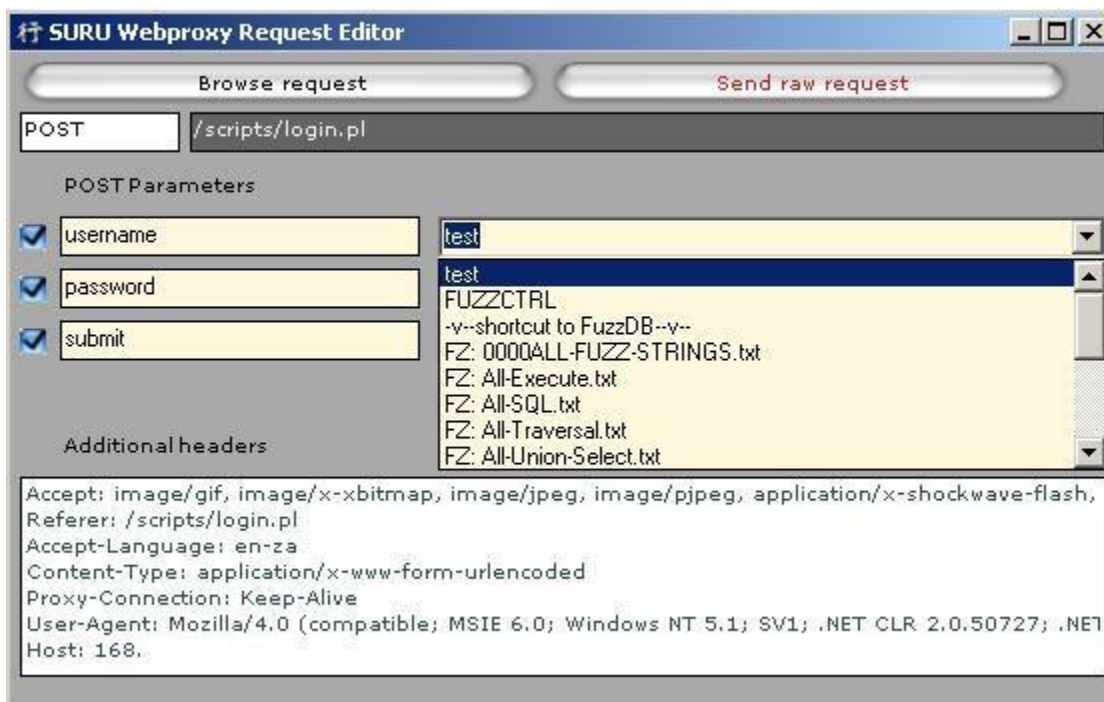 行 SURU Webproxy Request Editor
Browse request
Send raw request
POST
/scripts/login.pl
POST Parameters
username
test
password
submit
test
FUZZCTRL
-v--shortcut to FuzzDB--v--
FZ: 0000ALL-FUZZ-STRINGS.txt
FZ: All-Execute.txt
FZ: All-SQL.txt
FZ: All-Traversal.txt
FZ: All-Union-Select.txt
Additional headers
Accept: image/gif, image/x-xbitmap, image/jpeg, image/pjpeg, application/x-shockwave-flash,
Referer: /scripts/login.pl
Accept-Language: en-za
Content-Type: application/x-www-form-urlencoded
Proxy-Connection: Keep-Alive
User-Agent: Mozilla/4.0 (compatible; MSIE 6.0; Windows NT 5.1; SV1; .NET CLR 2.0.50727; .NET
Host: 168.